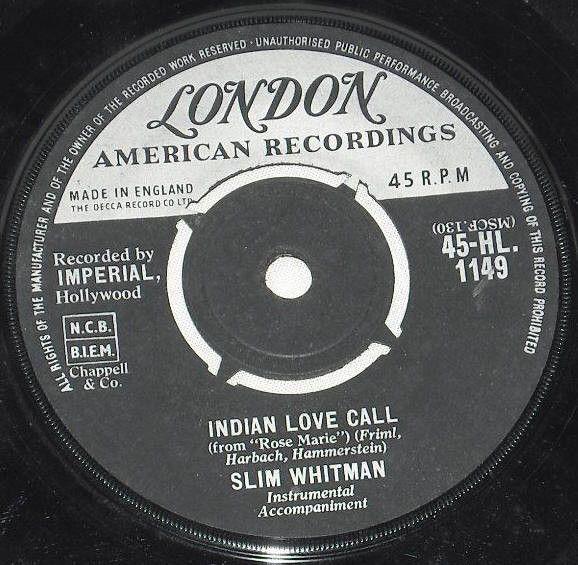 ALL RIGHTS OF THE MANUFACTURER AND OF THE OWNER OF THE RECORDED WORK RESERVED · UNAUTHORISED PUBLIC PERFORMANCE BROADCASTING AND COPYING OF THIS RECORD PROHIBITED
LONDON
AMERICAN RECORDINGS
MADE IN ENGLAND
THE DECCA RECORD CO LTD
45 R.P.M
Recorded by
IMPERIAL,
Hollywood
(MSCF.130)
45-HL.
1149
N.C.B.
B.I.E.M.
Chappell
& Co.
INDIAN LOVE CALL
(from "Rose Marie") (Friml,
Harbach, Hammerstein)
SLIM WHITMAN
Instrumental
Accompaniment